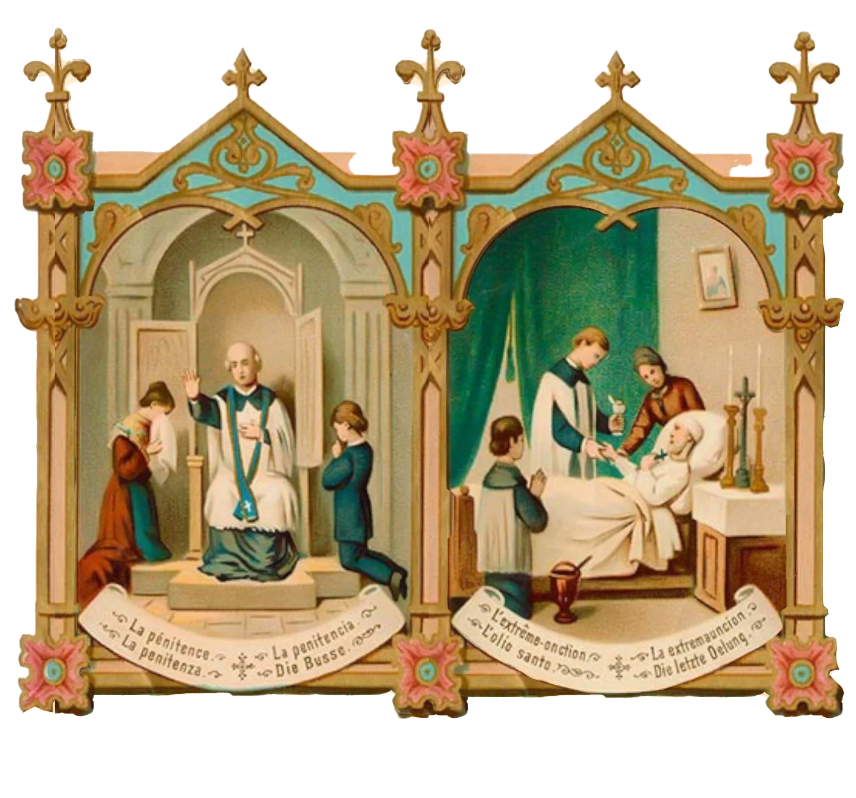 La pénitence.
La penitenza.
La penitencia.
Die Busse.
L'extrême-onction
L'olio santo.
La extremauncion.
Die letzte Oelung.